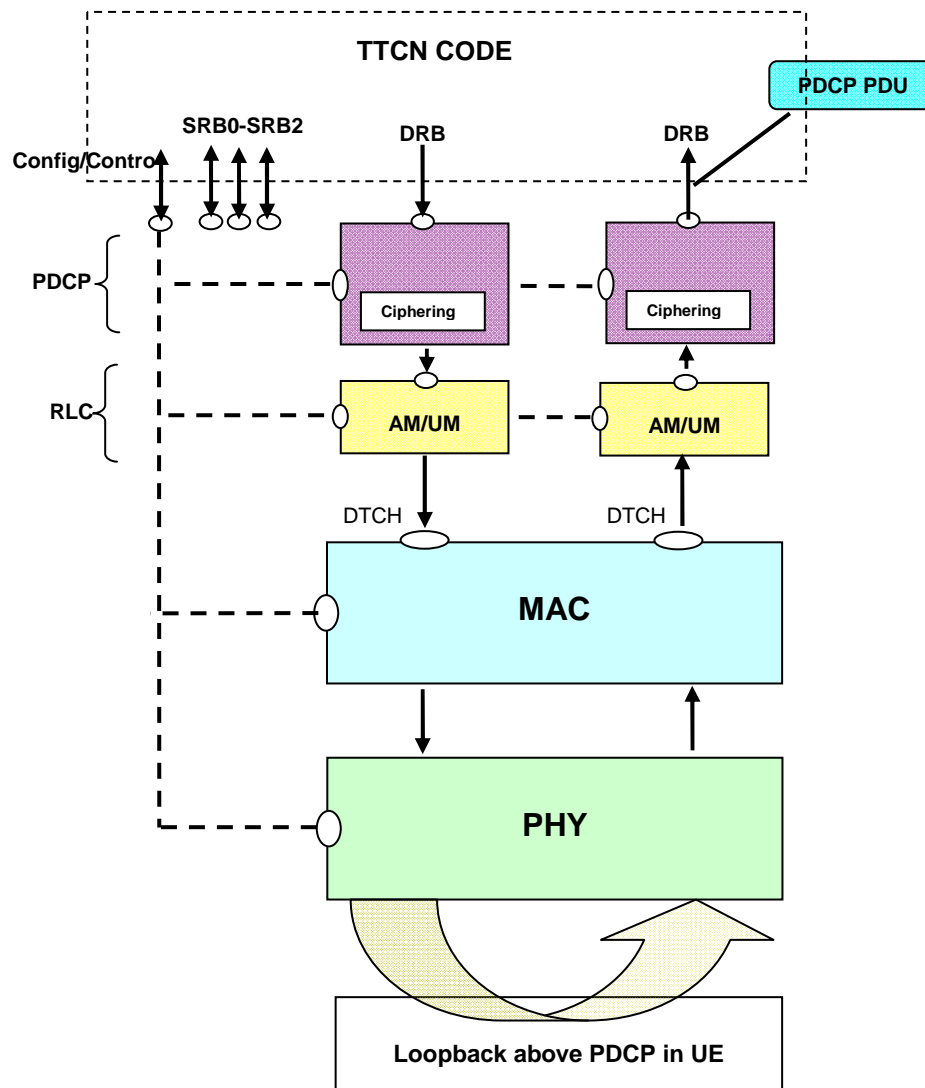 TTCN CODE
PDCP PDU
SRB0-SRB2
DRB
DRB
Config/Contro
PDCP
Ciphering
Ciphering
RLC
AM/UM
AM/UM
DTCH
DTCH
MAC
PHY
Loopback above PDCP in UE